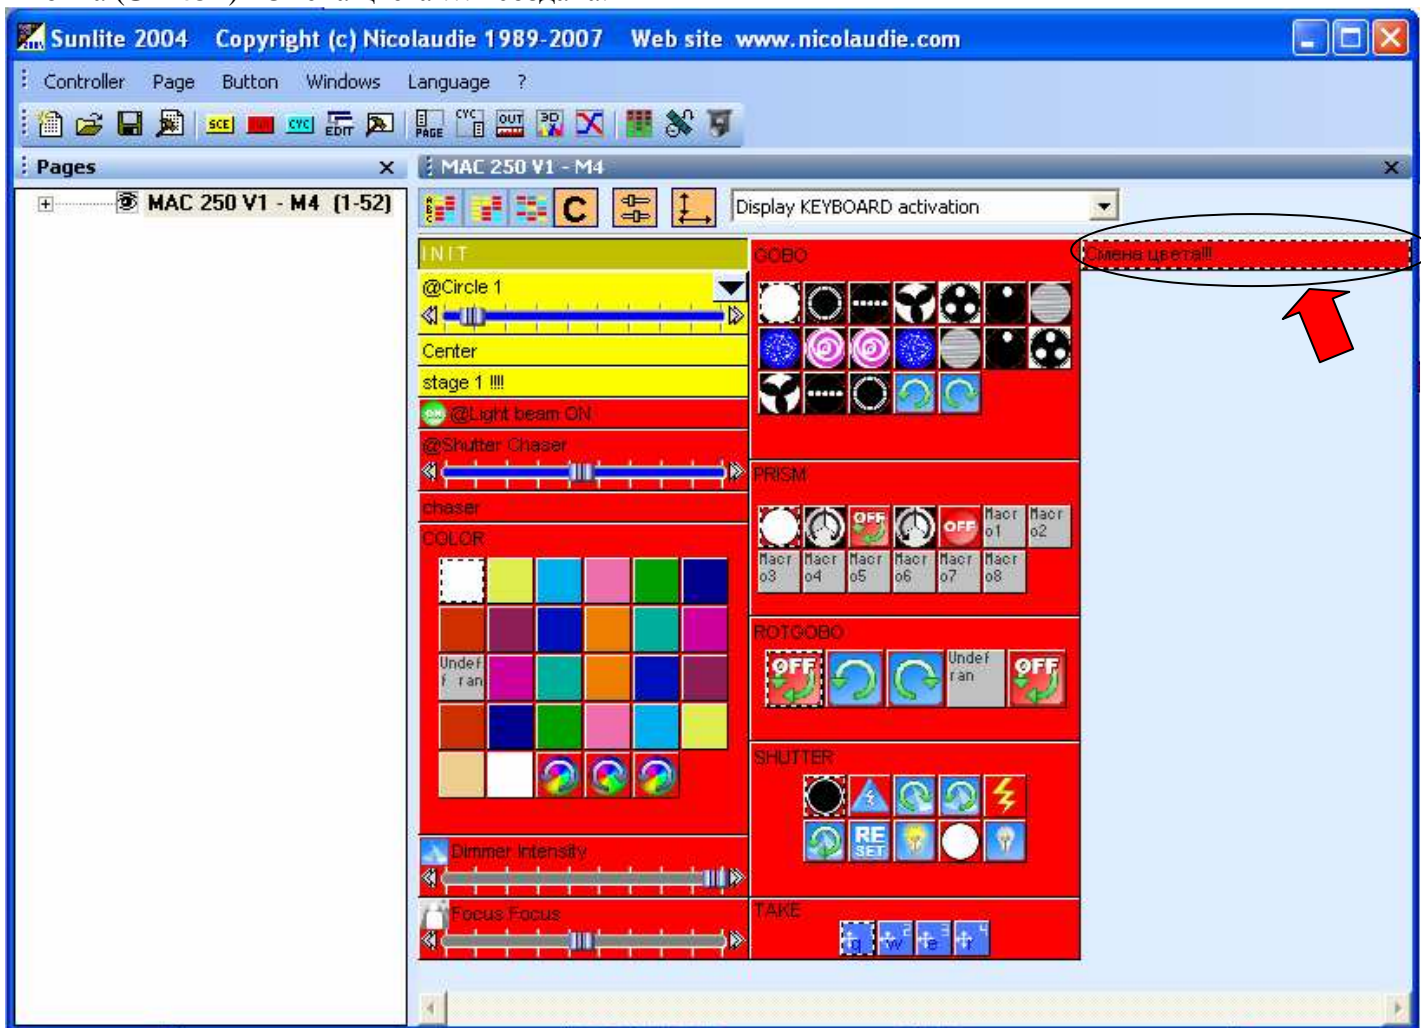 Sunlite 2004 Copyright (c) Nicolaudie 1989-2007 Web site www.nicolaudie.com
Controller Page Button Windows Language ?
SCE CYC EDIT PAGE CYC OUT 3D
Pages
MAC 250 V1 - M4
MAC 250 V1 - M4 (1-52)
A
B
C
C
Display KEYBOARD activation
INIT
@Circle 1
Center
stage 1 !!!!
ON @Light beam ON
@Shutter Chaser
chaser
COLOR
Undef
f ran
Dimmer Intensity
Focus Focus
GOBO
PRISM
OFF OFF Macr
o1 Macr
o2
Macr
o3 Macr
o4 Macr
o5 Macr
o6 Macr
o7 Macr
o8
ROTGOBO
OFF Undef
ran OFF
SHUTTER
RE
SET
TAKE
q w 2 e 3 r 4
Смена цвета!!!